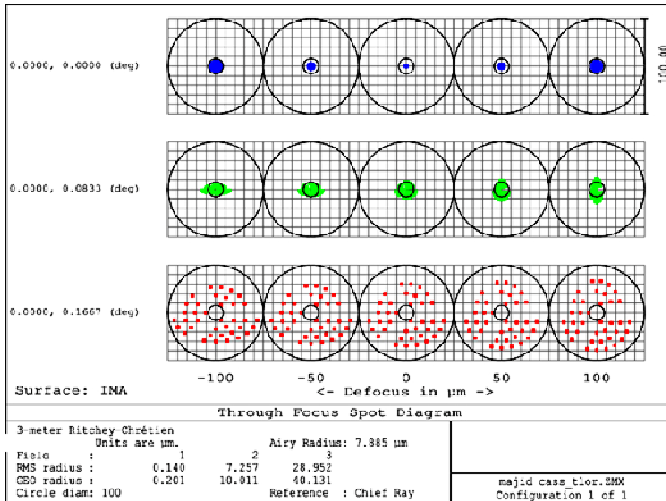 0.0000, 0.0000 (deg)
100.00
0.0000, 0.0833 (deg)
0.0000, 0.1667 (deg)
-100 -50 0 50 100
Surface: IMA <- Defocus in µm ->
Through Focus Spot Diagram
3-meter Ritchey Chrétien
Units are µm. Airy Radius: 7.885 µm
Field : 1 2 3
RMS radius : 0.140 7.257 28.952
GEO radius : 0.201 10.011 40.131
Circle diam: 100 Reference : Chief Ray
majid cass_tlor.ZMX
Configuration 1 of 1